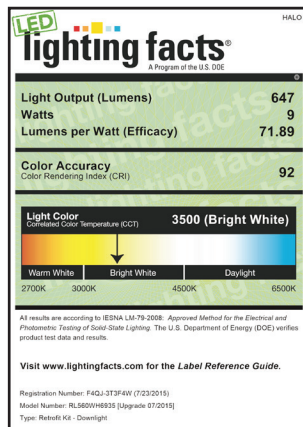 HALO
LED
lighting facts®
A Program of the U.S. DOE
Light Output (Lumens) 647
Watts 9
Lumens per Watt (Efficacy) 71.89
Color Accuracy
Color Rendering Index (CRI) 92
Light Color
Correlated Color Temperature (CCT) 3500 (Bright White)
Warm White Bright White Daylight
2700K 3000K 4500K 6500K
All results are according to IESNA LM-79-2008: Approved Method for the Electrical and
Photometric Testing of Solid-State Lighting. The U.S. Department of Energy (DOE) verifies
product test data and results.
Visit www.lightingfacts.com for the Label Reference Guide.
Registration Number: F4QJ-3T3F4W (7/23/2015)
Model Number: RL560WH6935 [Upgrade 07/2015]
Type: Retrofit Kit - Downlight